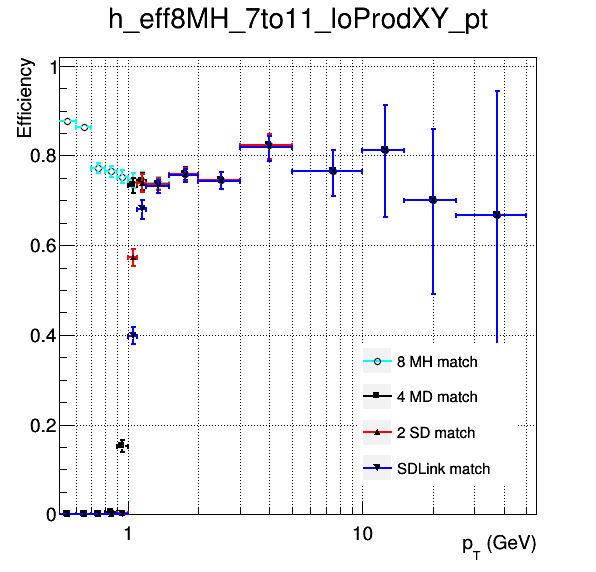 h_eff8MH_7to11_loProdXY_pt
Efficiency
1
0.8
0.6
0.4
0.2
0
8 MH match
4 MD match
2 SD match
SDLink match
1
10
p_T (GeV)